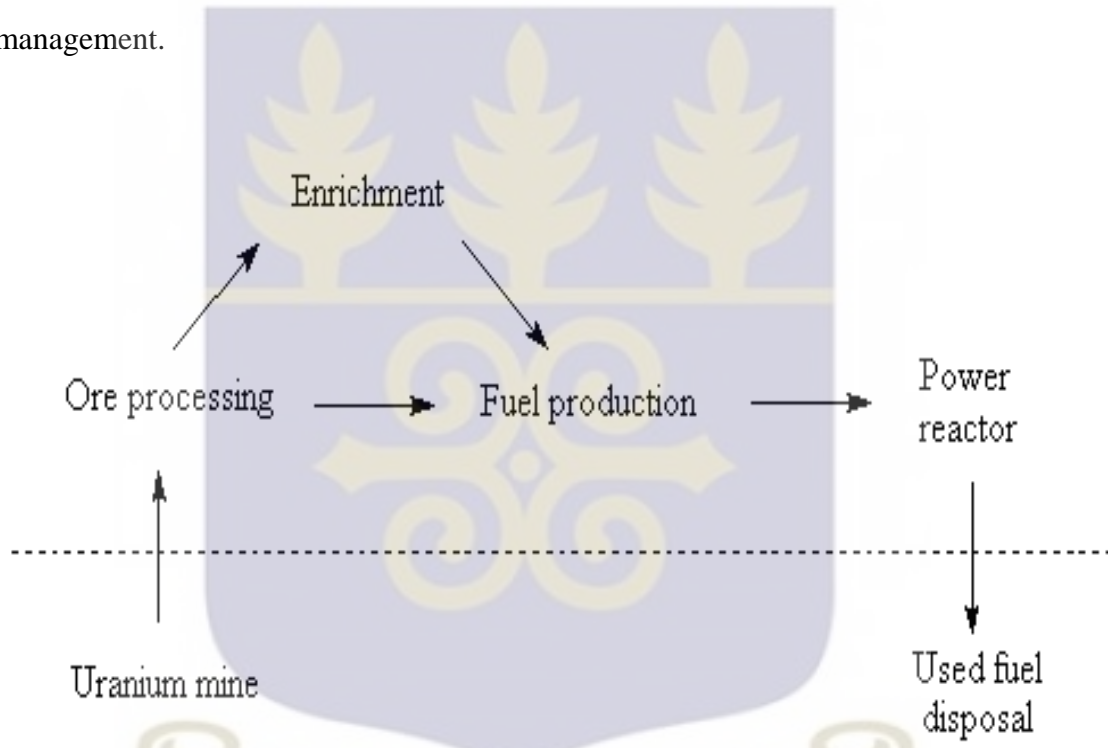 management.
Enrichment
Ore processing
Fuel production
Power
reactor
Uranium mine
Used fuel
disposal